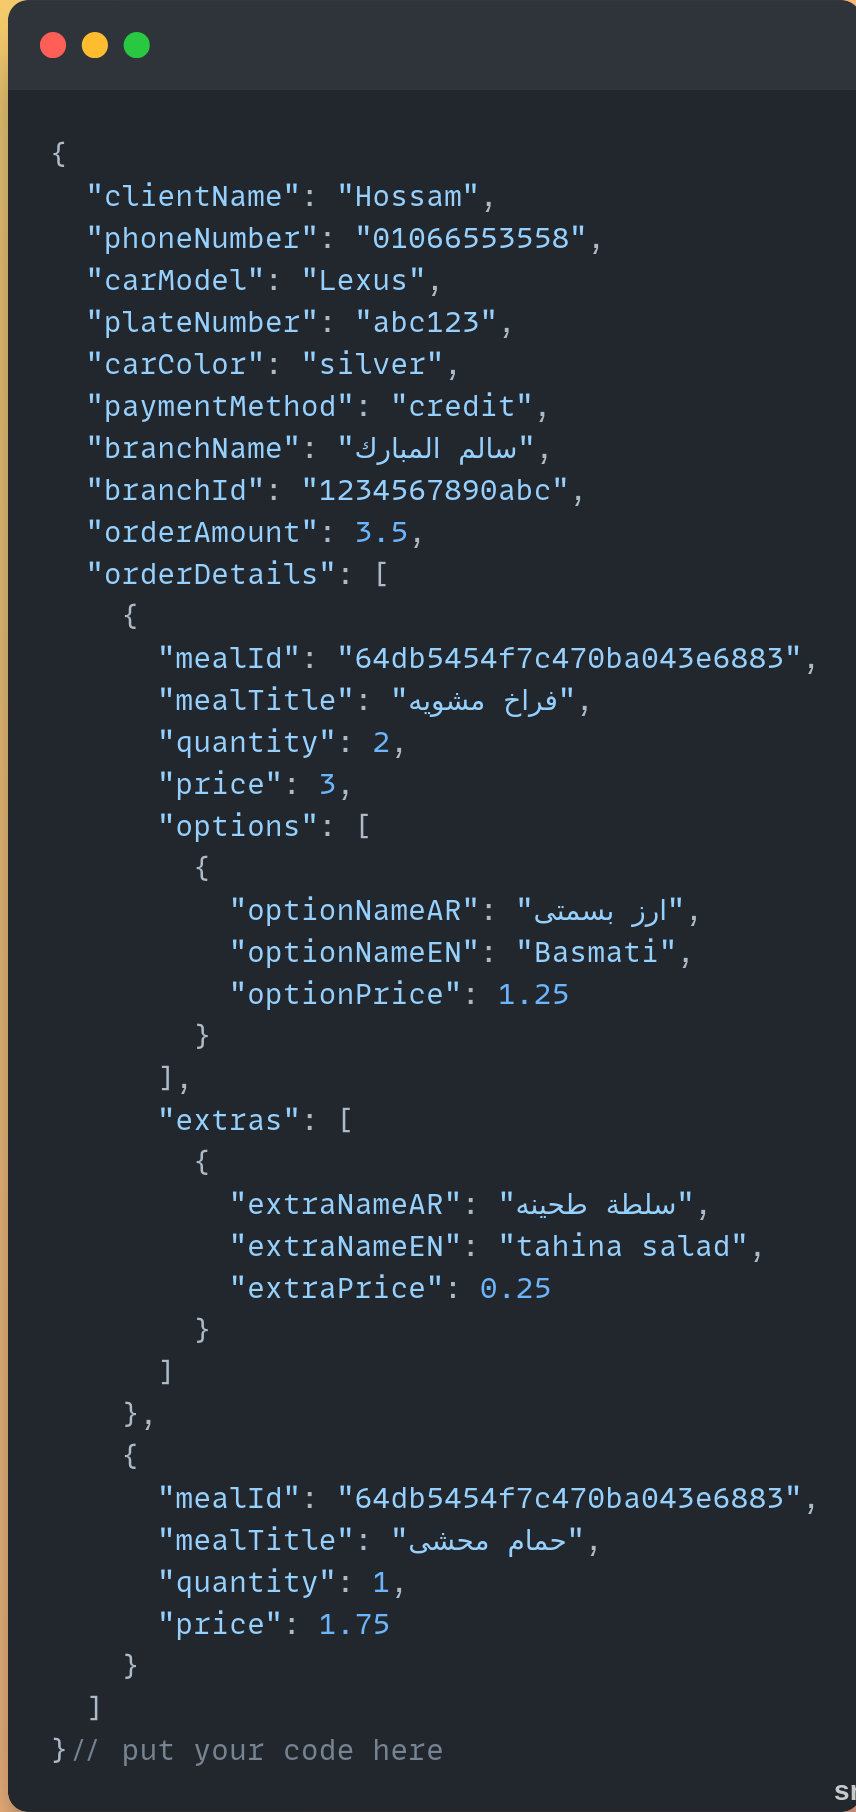 {
  "clientName": "Hossam",
  "phoneNumber": "01066553558",
  "carModel": "Lexus",
  "plateNumber": "abc123",
  "carColor": "silver",
  "paymentMethod": "credit",
  "branchName": "سالم المبارك",
  "branchId": "1234567890abc",
  "orderAmount": 3.5,
  "orderDetails": [
    {
      "mealId": "64db5454f7c470ba043e6883",
      "mealTitle": "فراخ مشويه",
      "quantity": 2,
      "price": 3,
      "options": [
        {
          "optionNameAR": "ارز بسمتى",
          "optionNameEN": "Basmati",
          "optionPrice": 1.25
        }
      ],
      "extras": [
        {
          "extraNameAR": "سلطة طحينه",
          "extraNameEN": "tahina salad",
          "extraPrice": 0.25
        }
      ]
    },
    {
      "mealId": "64db5454f7c470ba043e6883",
      "mealTitle": "حمام محشى",
      "quantity": 1,
      "price": 1.75
    }
  ]
}// put your code here